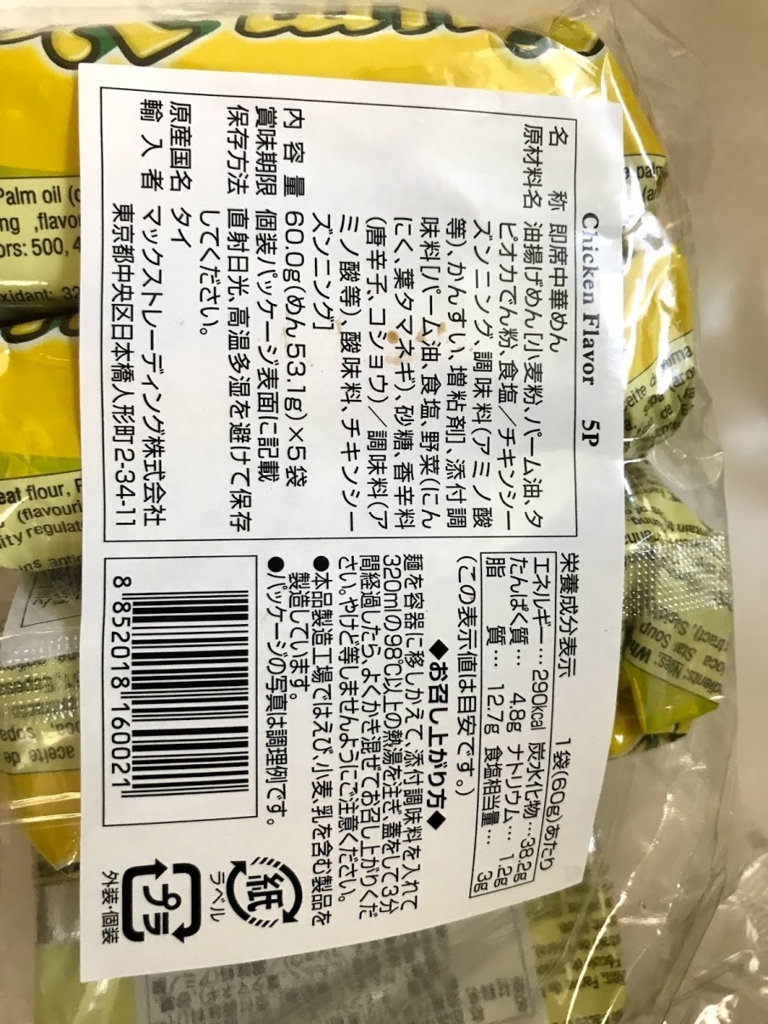 Chicken Flavor 5P
名称 即席中華めん
原材料名 油揚げめん[小麦粉、パーム油、タ
ピオカでん粉、食塩／チキンシー
ズンニング、調味料(アミノ酸
等)、かんすい、増粘剤]、添付調
味料[パーム油、食塩、野菜(にん
にく、葉タマネギ)、砂糖、香辛料
(唐辛子、コショウ)／調味料(ア
ミノ酸等)、酸味料、チキンシー
ズンニング]
内容量 60.0g(めん53.1g)×5袋
賞味期限 個装パッケージ表面に記載
保存方法 直射日光、高温多湿を避けて保存
してください。
原産国名 タイ
輸入者 マックストレーディング株式会社
東京都中央区日本橋人形町2-34-11
栄養成分表示 1袋(60g)あたり
エネルギー…290kcal 炭水化物…38.2g
たんぱく質… 4.8g ナトリウム… 1.2g
脂質… 12.7g 食塩相当量… 3g
(この表示値は目安です。)
◆お召し上がり方◆
麺を容器に移しかえて、添付調味料を入れて
320mlの98℃以上の熱湯を注ぎ、蓋をして3分
間経過したら、よくかき混ぜてお召し上がりくだ
さい。やけど等しませんようにご注意ください。
●本品製造工場ではえび、小麦、乳を含む製品を
製造しています。
●パッケージの写真は調理例です。
8 852018 160021
紙
ラベル
プラ
外装・個装
Palm oil
eat flour,